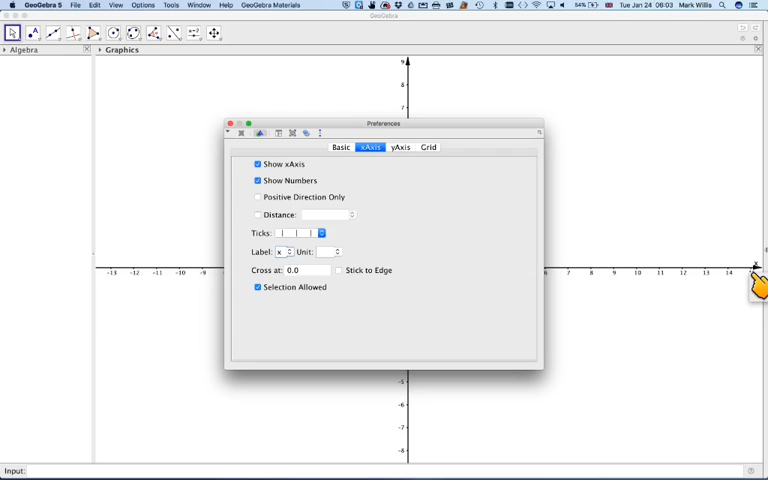 GeoGebra 5 File Edit View Options Tools Window Help GeoGebra Materials 54% Tue Jan 24 06:03 Mark Willis
GeoGebra
Algebra
Graphics
Preferences
Basic xAxis yAxis Grid
Show xAxis
Show Numbers
Positive Direction Only
Distance:
Ticks:
Label: x Unit:
Cross at: 0.0 Stick to Edge
Selection Allowed
9
8
7
x
-13 -12 -11 -10 -9 7 8 9 10 11 12 13 14
-5
-6
-7
-8
Input: